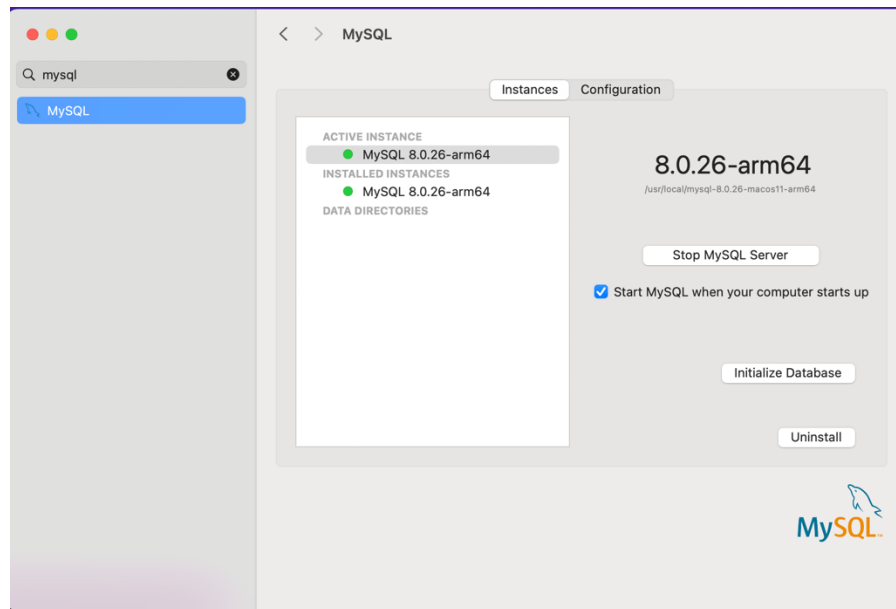 MySQL
mysql
MySQL
Instances
Configuration
ACTIVE INSTANCE
MySQL 8.0.26-arm64
INSTALLED INSTANCES
MySQL 8.0.26-arm64
DATA DIRECTORIES
8.0.26-arm64
/usr/local/mysql-8.0.26-macos11-arm64
Stop MySQL Server
Start MySQL when your computer starts up
Initialize Database
Uninstall
MySQL™